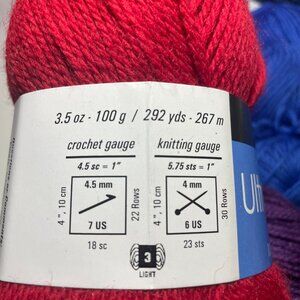 3.5 oz · 100 g / 292 yds · 267 m
crochet gauge
knitting gauge
4.5 sc = 1"
5.75 sts = 1"
4", 10 cm
4.5 mm
7 US
22 Rows
18 sc
4", 10 cm
4 mm
6 US
30 Rows
23 sts
3
LIGHT